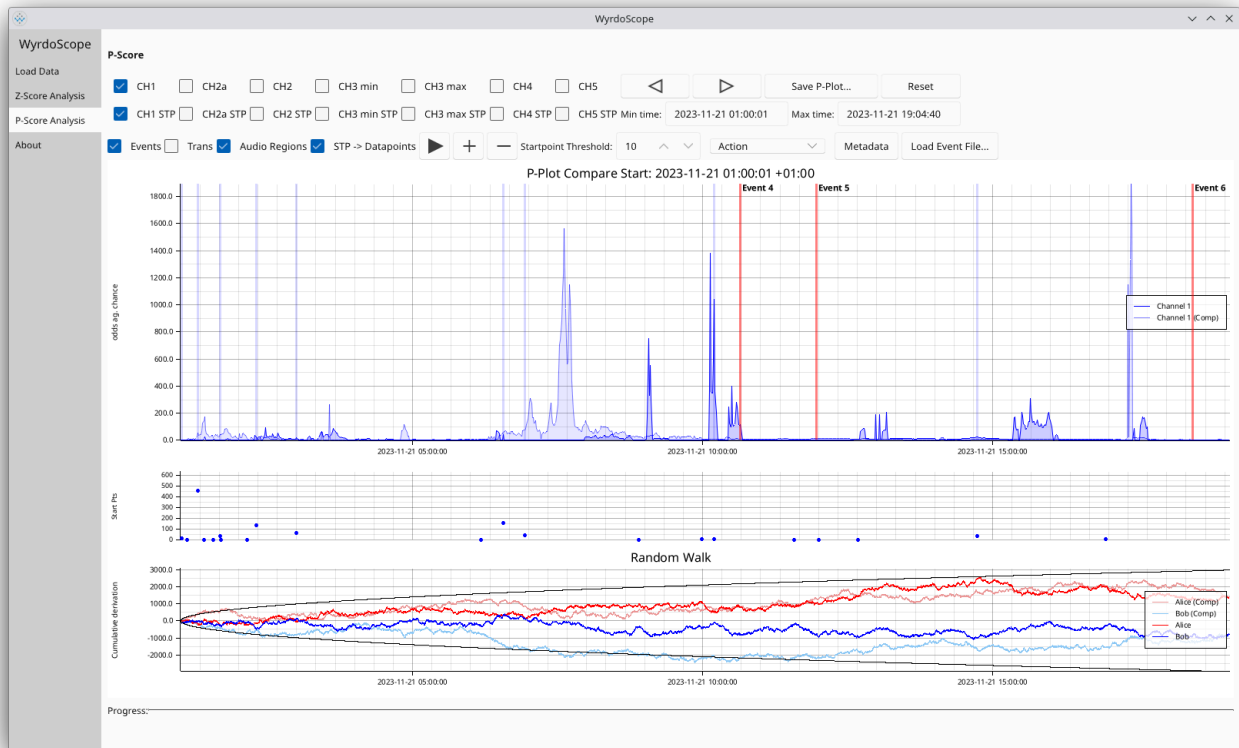 WyrdoScope
WyrdoScope
Load Data
Z-Score Analysis
P-Score Analysis
About
P-Score
CH1 CH2a CH2 CH3 min CH3 max CH4 CH5 Save P-Plot... Reset
CH1 STP CH2a STP CH2 STP CH3 min STP CH3 max STP CH4 STP CH5 STP Min time: 2023-11-21 01:00:01 Max time: 2023-11-21 19:04:40
Events Trans Audio Regions STP -> Datapoints Startpoint Threshold: 10 Action Metadata Load Event File...
P-Plot Compare Start: 2023-11-21 01:00:01 +01:00
Event 4 Event 5 Event 6
odds ag. chance
1800.0
1600.0
1400.0
1200.0
1000.0
800.0
600.0
400.0
200.0
0.0
Channel 1
Channel 1 (Comp)
2023-11-21 05:00:00 2023-11-21 10:00:00 2023-11-21 15:00:00
Start Pts
600
500
400
300
200
100
0
Random Walk
Cumulative derivation
3000.0
2000.0
1000.0
0.0
-1000.0
-2000.0
Alice (Comp)
Bob (Comp)
Alice
Bob
2023-11-21 05:00:00 2023-11-21 10:00:00 2023-11-21 15:00:00
Progress: